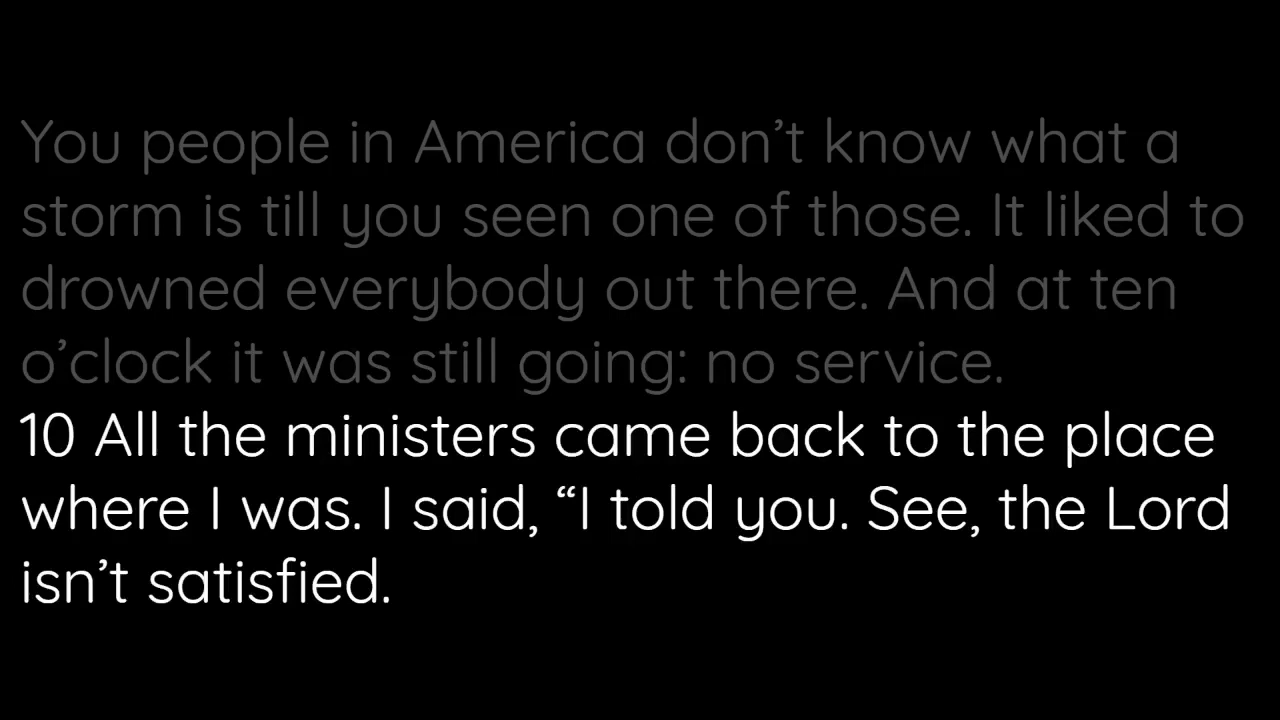 You people in America don’t know what a
storm is till you seen one of those. It liked to
drowned everybody out there. And at ten
o’clock it was still going: no service.
10 All the ministers came back to the place
where I was. I said, “I told you. See, the Lord
isn’t satisfied.